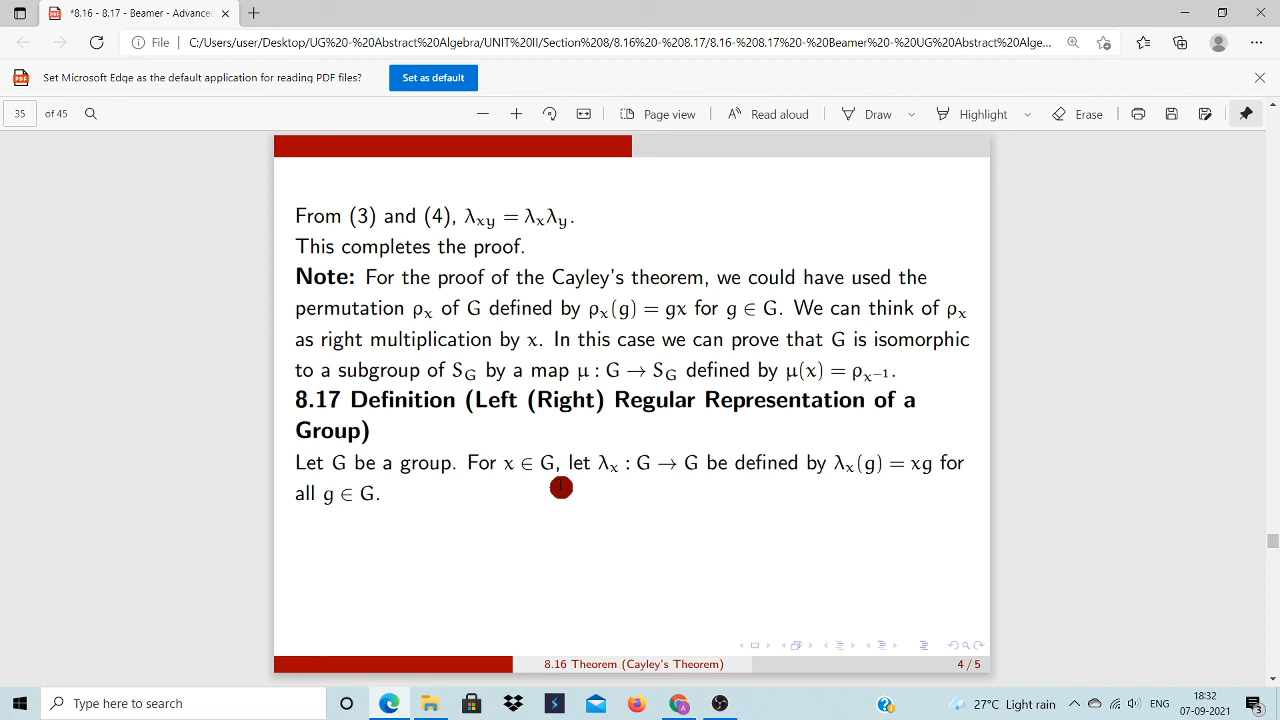 *8.16 - 8.17 - Beamer - Advance
File
C:/Users/user/Desktop/UG%20-%20Abstract%20Algebra/UNIT%20II/Section%208/8.16%20-%208.17/8.16%20-%208.17%20-%20Beamer%20-%20UG%20Abstract%20Alge...
Set Microsoft Edge as the default application for reading PDF files?
Set as default
35 of 45
Page view
Read aloud
Draw
Highlight
Erase
From (3) and (4), λ_{xy} = λ_xλ_y.
This completes the proof.
Note: For the proof of the Cayley's theorem, we could have used the
permutation ρ_x of G defined by ρ_x(g) = gx for g ∈ G. We can think of ρ_x
as right multiplication by x. In this case we can prove that G is isomorphic
to a subgroup of S_G by a map μ : G → S_G defined by μ(x) = ρ_{x^{-1}}.
8.17 Definition (Left (Right) Regular Representation of a
Group)
Let G be a group. For x ∈ G, let λ_x : G → G be defined by λ_x(g) = xg for
all g ∈ G.
8.16 Theorem (Cayley's Theorem)
4 / 5
Type here to search
27°C Light rain
ENG
18:32
07-09-2021
3